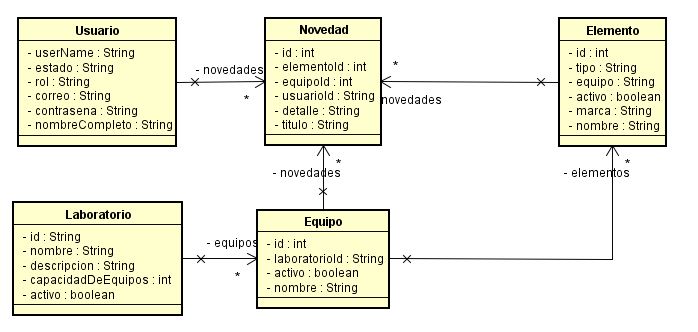 Usuario
- userName : String
- estado : String
- rol : String
- correo : String
- contrasena : String
- nombreCompleto : String
- novedades
*
Novedad
- id : int
- elementoId : int
- equipoId : int
- usuarioId : String
- detalle : String
- titulo : String
*
novedades
Elemento
- id : int
- tipo : String
- equipo : String
- activo : boolean
- marca : String
- nombre : String
*
- novedades
*
- elementos
Laboratorio
- id : String
- nombre : String
- descripcion : String
- capacidadDeEquipos : int
- activo : boolean
- equipos
*
Equipo
- id : int
- laboratorioId : String
- activo : boolean
- nombre : String